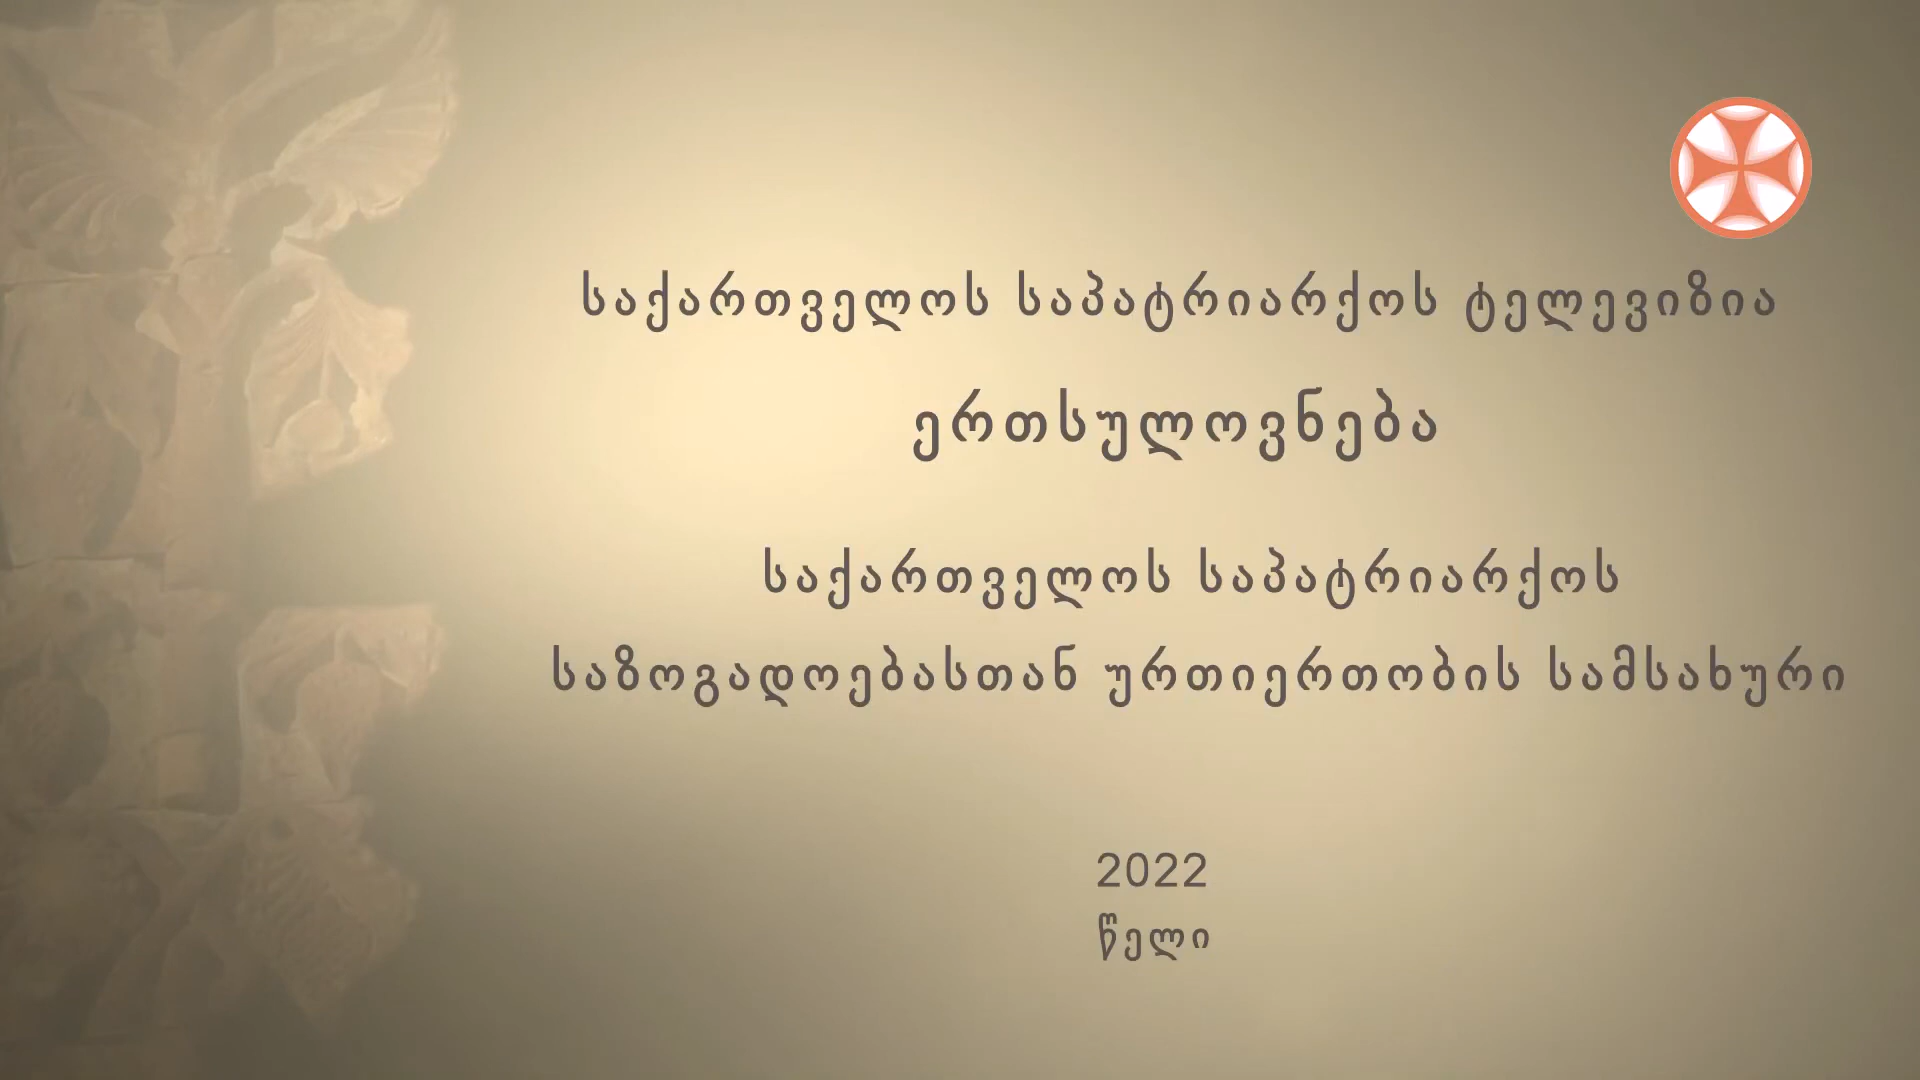 საქართველოს საპატრიარქოს ტელევიზია
ერთსულოვნება
საქართველოს საპატრიარქოს
საზოგადოებასთან ურთიერთობის სამსახური
2022
წელი